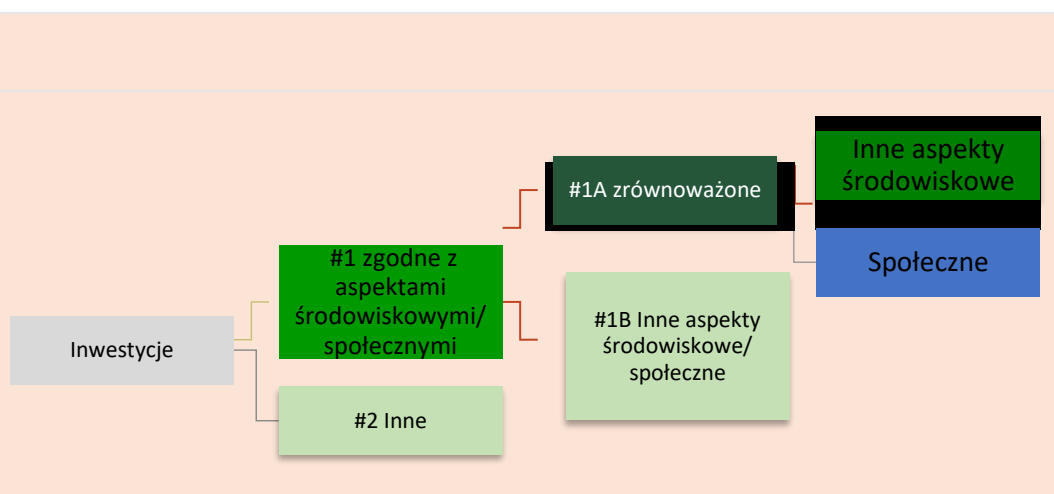 Inwestycje
#1 zgodne z
aspektami
środowiskowymi/
społecznymi
#2 Inne
#1A zrównoważone
#1B Inne aspekty
środowiskowe/
społeczne
Inne aspekty
środowiskowe
Społeczne